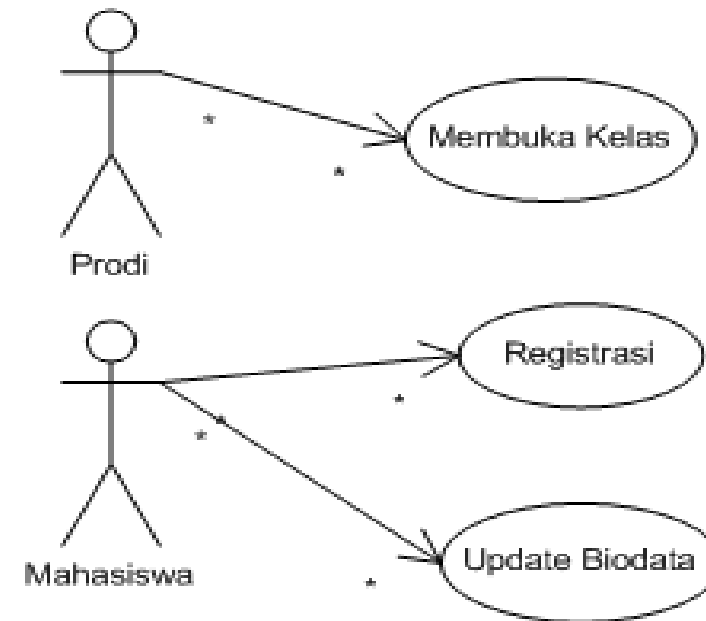 *
Membuka Kelas
*
Prodi
Registrasi
*
*
*
Update Biodata
Mahasiswa
*